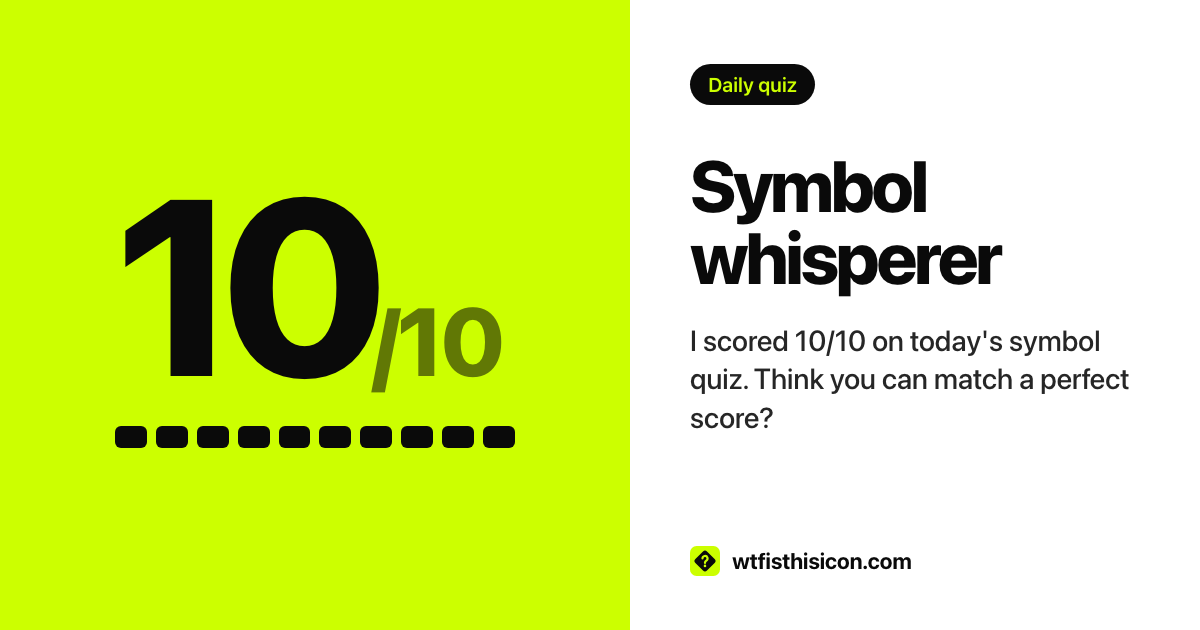 10/10
Daily quiz
Symbol
whisperer
I scored 10/10 on today's symbol
quiz. Think you can match a perfect
score?
?
wtfisthisicon.com